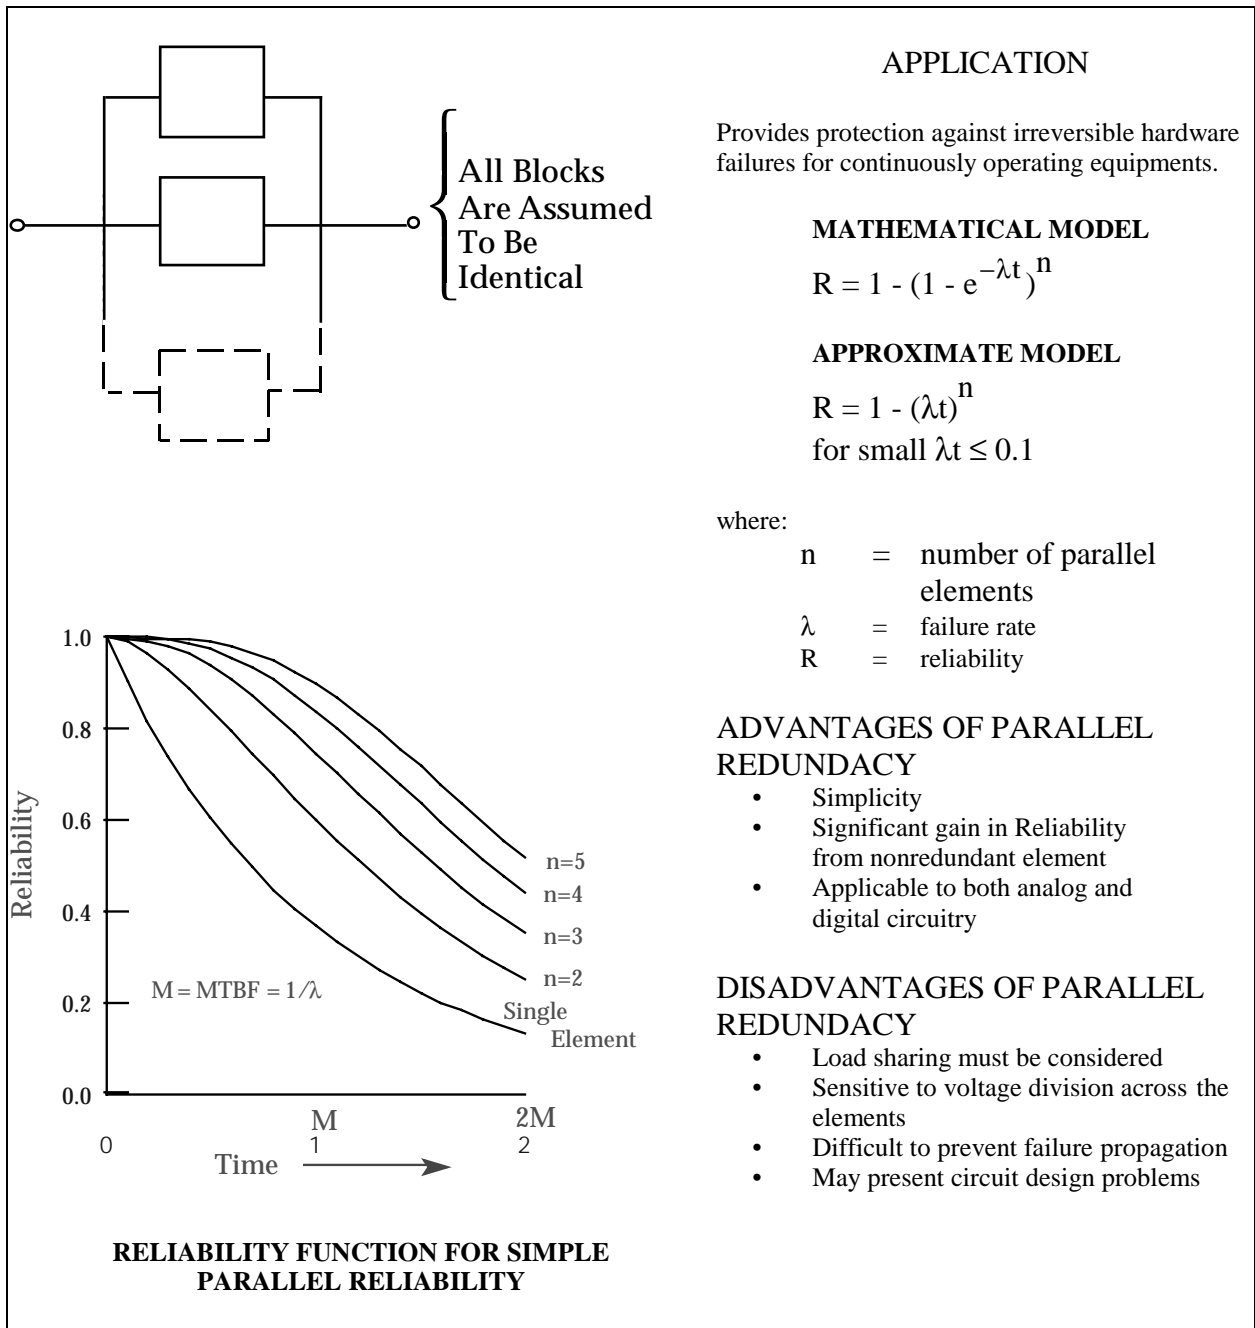 All Blocks
Are Assumed
To Be
Identical
APPLICATION
Provides protection against irreversible hardware
failures for continuously operating equipments.
MATHEMATICAL MODEL
R = 1 - (1 - e^−λt)^n
APPROXIMATE MODEL
R = 1 - (λt)^n
for small λt ≤ 0.1
where:
n = number of parallel
elements
λ = failure rate
R = reliability
ADVANTAGES OF PARALLEL
REDUNDACY
• Simplicity
• Significant gain in Reliability
from nonredundant element
• Applicable to both analog and
digital circuitry
DISADVANTAGES OF PARALLEL
REDUNDACY
• Load sharing must be considered
• Sensitive to voltage division across the
elements
• Difficult to prevent failure propagation
• May present circuit design problems
Reliability
1.0
0.8
0.6
0.4
0.2
0.0
n=5
n=4
n=3
n=2
Single
Element
M = MTBF = 1/λ
M
2M
0
1
2
Time
RELIABILITY FUNCTION FOR SIMPLE
PARALLEL RELIABILITY